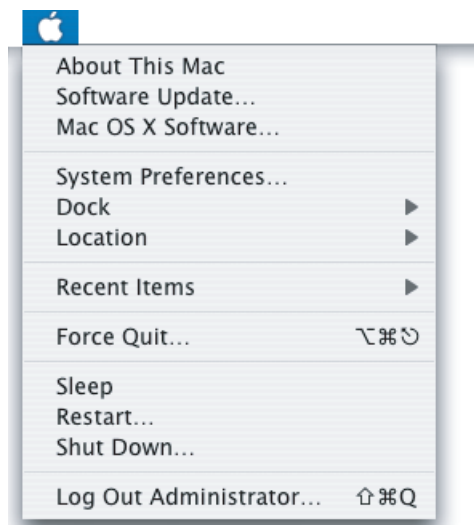 About This Mac
Software Update...
Mac OS X Software...
System Preferences...
Dock ▶
Location ▶
Recent Items ▶
Force Quit... ⌥⌘⎋
Sleep
Restart...
Shut Down...
Log Out Administrator... ⇧⌘Q